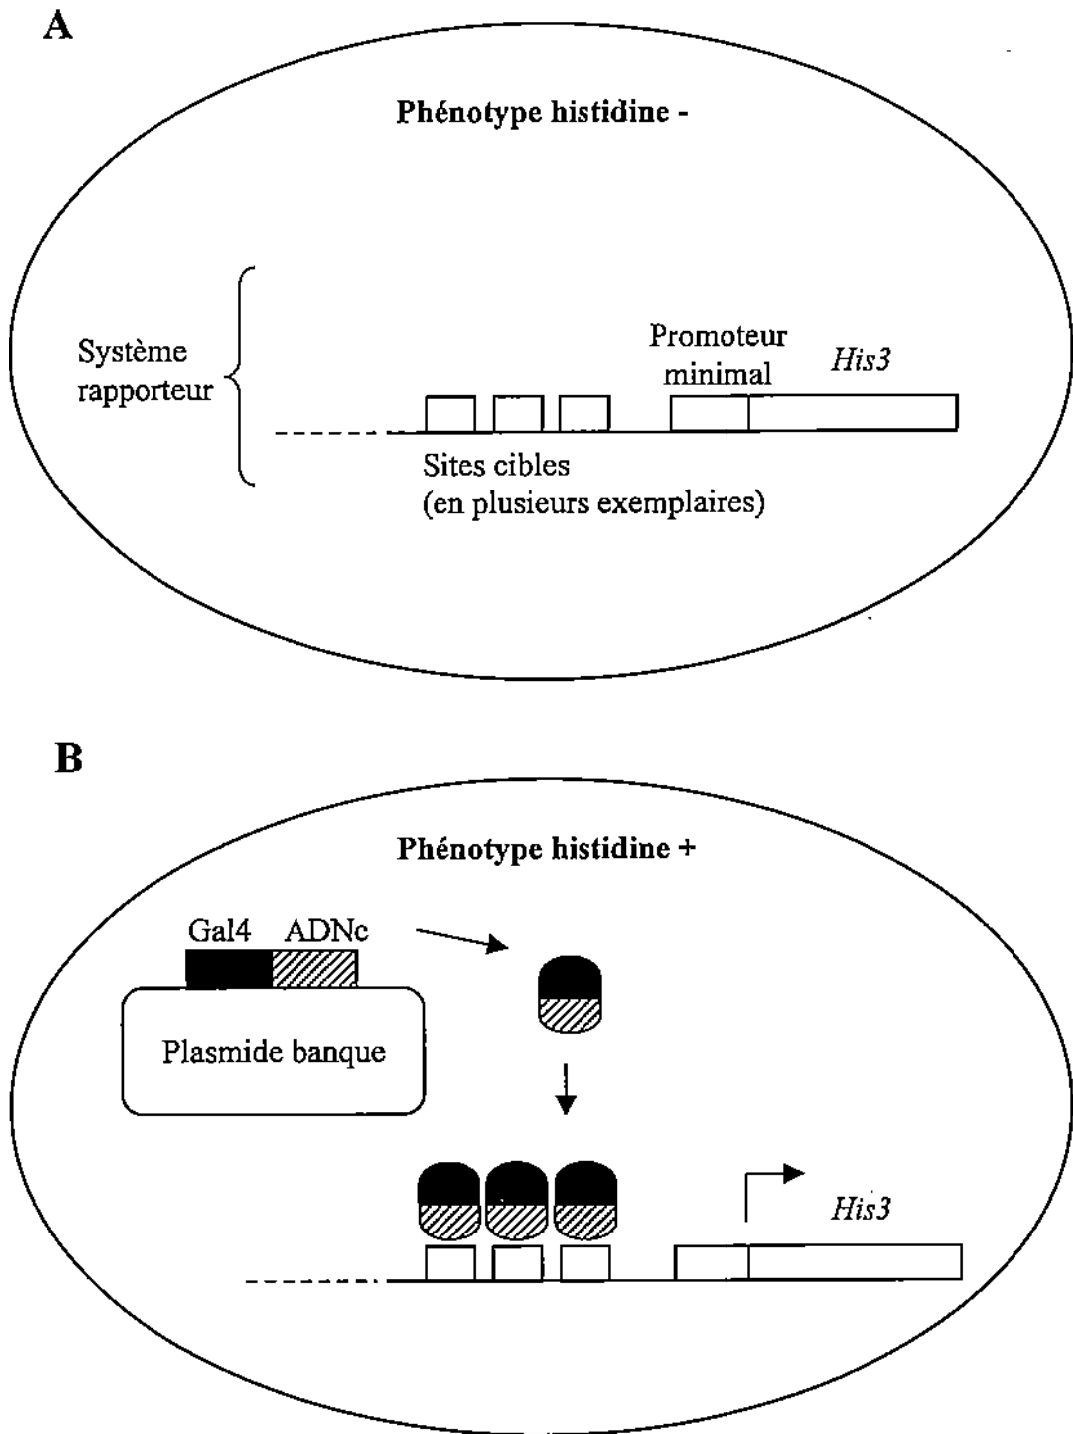 A
Phénotype histidine -
Système
rapporteur
Promoteur
minimal
His3
Sites cibles
(en plusieurs exemplaires)
B
Phénotype histidine +
Gal4 ADNc
Plasmide banque
His3